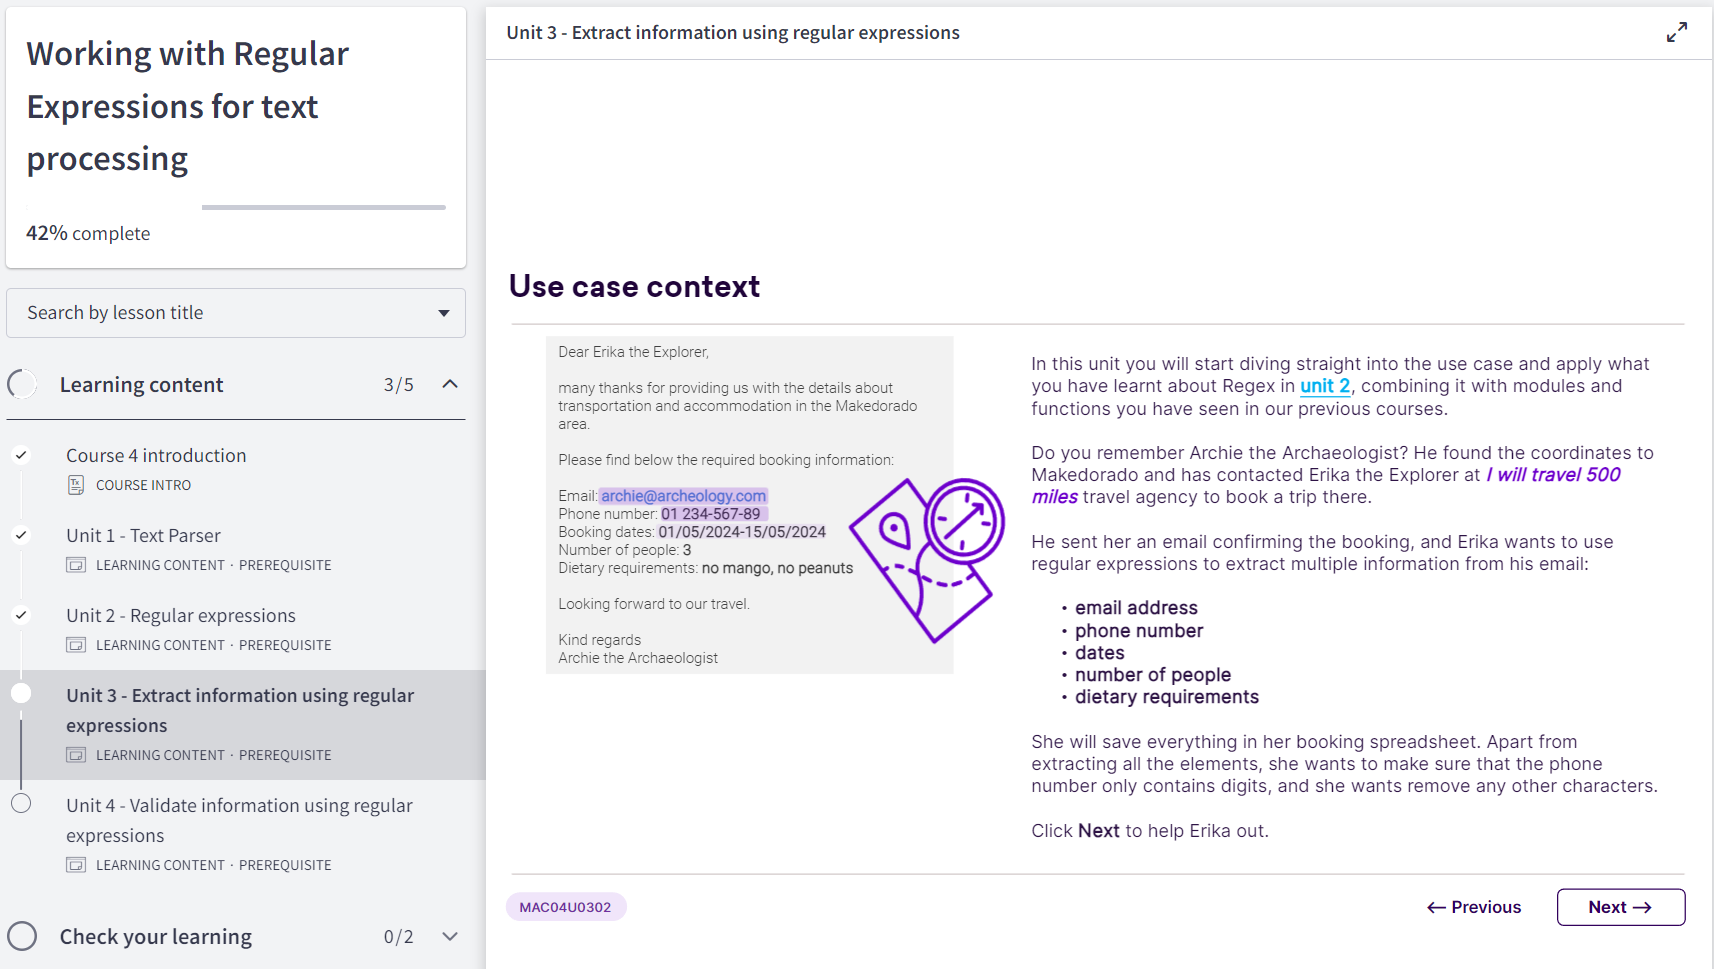 Working with Regular
Expressions for text
processing
42% complete
Search by lesson title
Learning content 3/5
Course 4 introduction
COURSE INTRO
Unit 1 - Text Parser
LEARNING CONTENT · PREREQUISITE
Unit 2 - Regular expressions
LEARNING CONTENT · PREREQUISITE
Unit 3 - Extract information using regular
expressions
LEARNING CONTENT · PREREQUISITE
Unit 4 - Validate information using regular
expressions
LEARNING CONTENT · PREREQUISITE
Check your learning 0/2
Unit 3 - Extract information using regular expressions
Use case context
Dear Erika the Explorer,
many thanks for providing us with the details about
transportation and accommodation in the Makedorado
area.
Please find below the required booking information:
Email: archie@archeology.com
Phone number: 01 234-567-89
Booking dates: 01/05/2024-15/05/2024
Number of people: 3
Dietary requirements: no mango, no peanuts
Looking forward to our travel.
Kind regards
Archie the Archaeologist
In this unit you will start diving straight into the use case and apply what
you have learnt about Regex in unit 2, combining it with modules and
functions you have seen in our previous courses.
Do you remember Archie the Archaeologist? He found the coordinates to
Makedorado and has contacted Erika the Explorer at I will travel 500
miles travel agency to book a trip there.
He sent her an email confirming the booking, and Erika wants to use
regular expressions to extract multiple information from his email:
• email address
• phone number
• dates
• number of people
• dietary requirements
She will save everything in her booking spreadsheet. Apart from
extracting all the elements, she wants to make sure that the phone
number only contains digits, and she wants remove any other characters.
Click Next to help Erika out.
MAC04U0302
← Previous
Next →